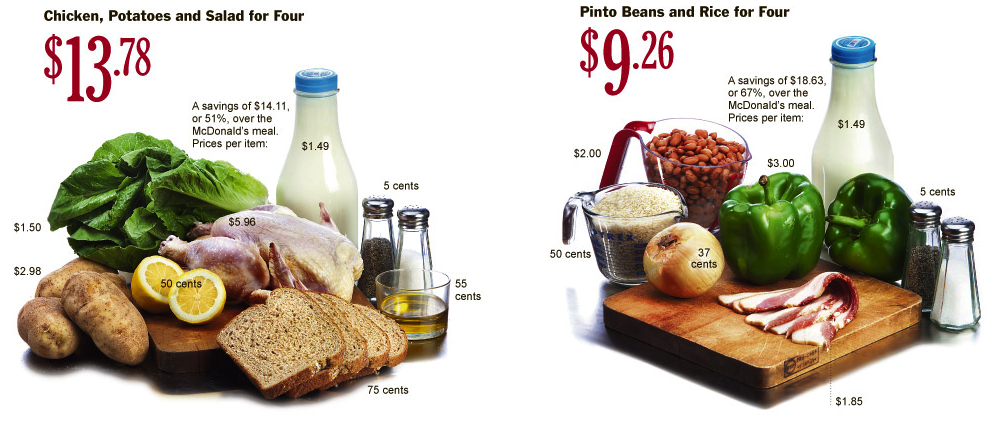 Chicken, Potatoes and Salad for Four
$13.78
A savings of $14.11,
or 51%, over the
McDonald's meal.
Prices per item:
$1.49
5 cents
$1.50
$5.96
$2.98
50 cents
55
cents
75 cents
Pinto Beans and Rice for Four
$9.26
A savings of $18.63,
or 67%, over the
McDonald's meal.
Prices per item:
$1.49
$2.00
$3.00
5 cents
50 cents
37
cents
$1.85